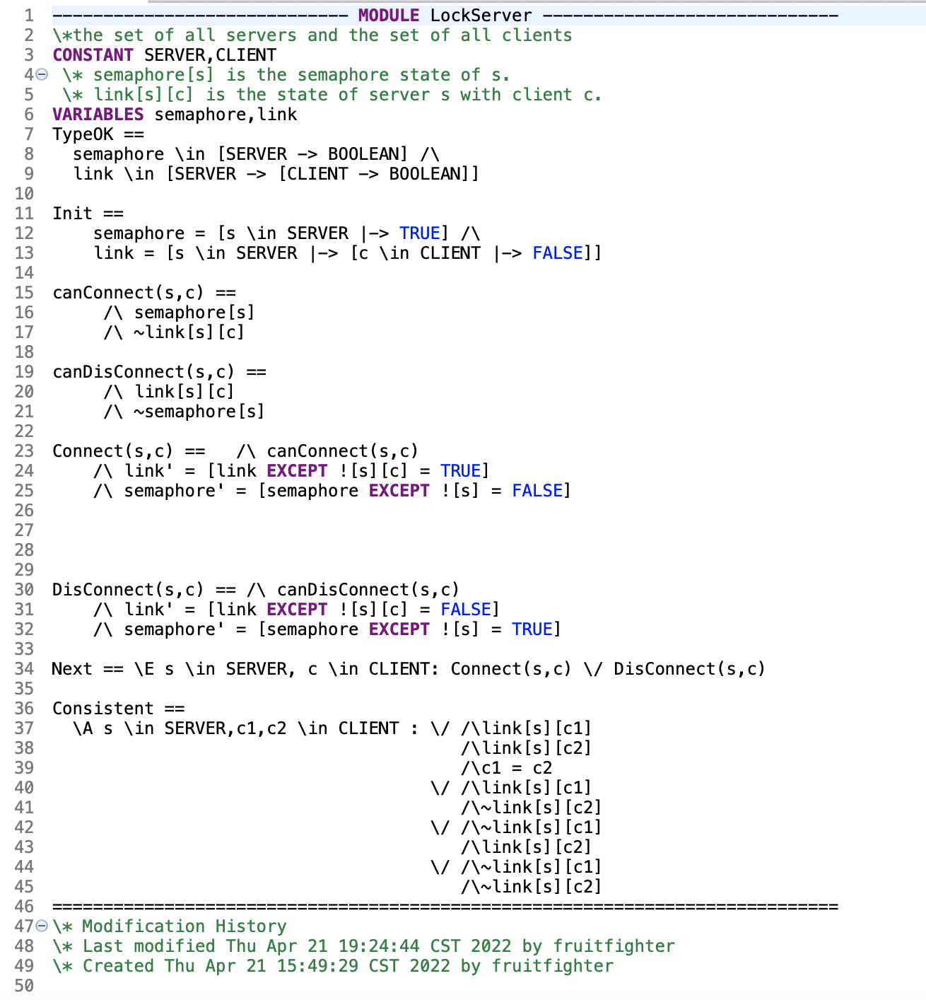 1 ----------------------------- MODULE LockServer -----------------------------
2 \*the set of all servers and the set of all clients
3 CONSTANT SERVER,CLIENT
4 \* semaphore[s] is the semaphore state of s.
5 \* link[s][c] is the state of server s with client c.
6 VARIABLES semaphore,link
7 TypeOK ==
8 semaphore \in [SERVER -> BOOLEAN] /\
9 link \in [SERVER -> [CLIENT -> BOOLEAN]]
10
11 Init ==
12 semaphore = [s \in SERVER |-> TRUE] /\
13 link = [s \in SERVER |-> [c \in CLIENT |-> FALSE]]
14
15 canConnect(s,c) ==
16 /\ semaphore[s]
17 /\ ~link[s][c]
18
19 canDisConnect(s,c) ==
20 /\ link[s][c]
21 /\ ~semaphore[s]
22
23 Connect(s,c) == /\ canConnect(s,c)
24 /\ link' = [link EXCEPT ![s][c] = TRUE]
25 /\ semaphore' = [semaphore EXCEPT ![s] = FALSE]
26
27
28
29
30 DisConnect(s,c) == /\ canDisConnect(s,c)
31 /\ link' = [link EXCEPT ![s][c] = FALSE]
32 /\ semaphore' = [semaphore EXCEPT ![s] = TRUE]
33
34 Next == \E s \in SERVER, c \in CLIENT: Connect(s,c) \/ DisConnect(s,c)
35
36 Consistent ==
37 \A s \in SERVER,c1,c2 \in CLIENT : \/ /\link[s][c1]
38 /\link[s][c2]
39 /\c1 = c2
40 \/ /\link[s][c1]
41 /\~link[s][c2]
42 \/ /\~link[s][c1]
43 /\link[s][c2]
44 \/ /\~link[s][c1]
45 /\~link[s][c2]
46 =============================================================================
47 \* Modification History
48 \* Last modified Thu Apr 21 19:24:44 CST 2022 by fruitfighter
49 \* Created Thu Apr 21 15:49:29 CST 2022 by fruitfighter
50